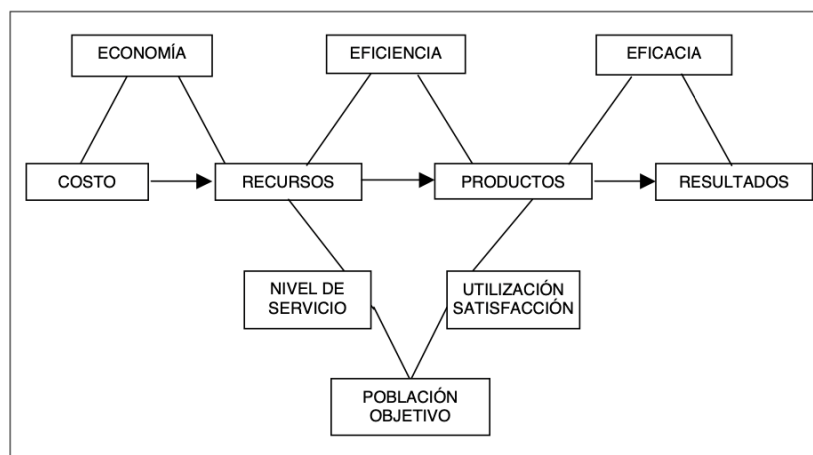 ECONOMÍA
EFICIENCIA
EFICACIA
COSTO
RECURSOS
PRODUCTOS
RESULTADOS
NIVEL DE
SERVICIO
UTILIZACIÓN
SATISFACCIÓN
POBLACIÓN
OBJETIVO